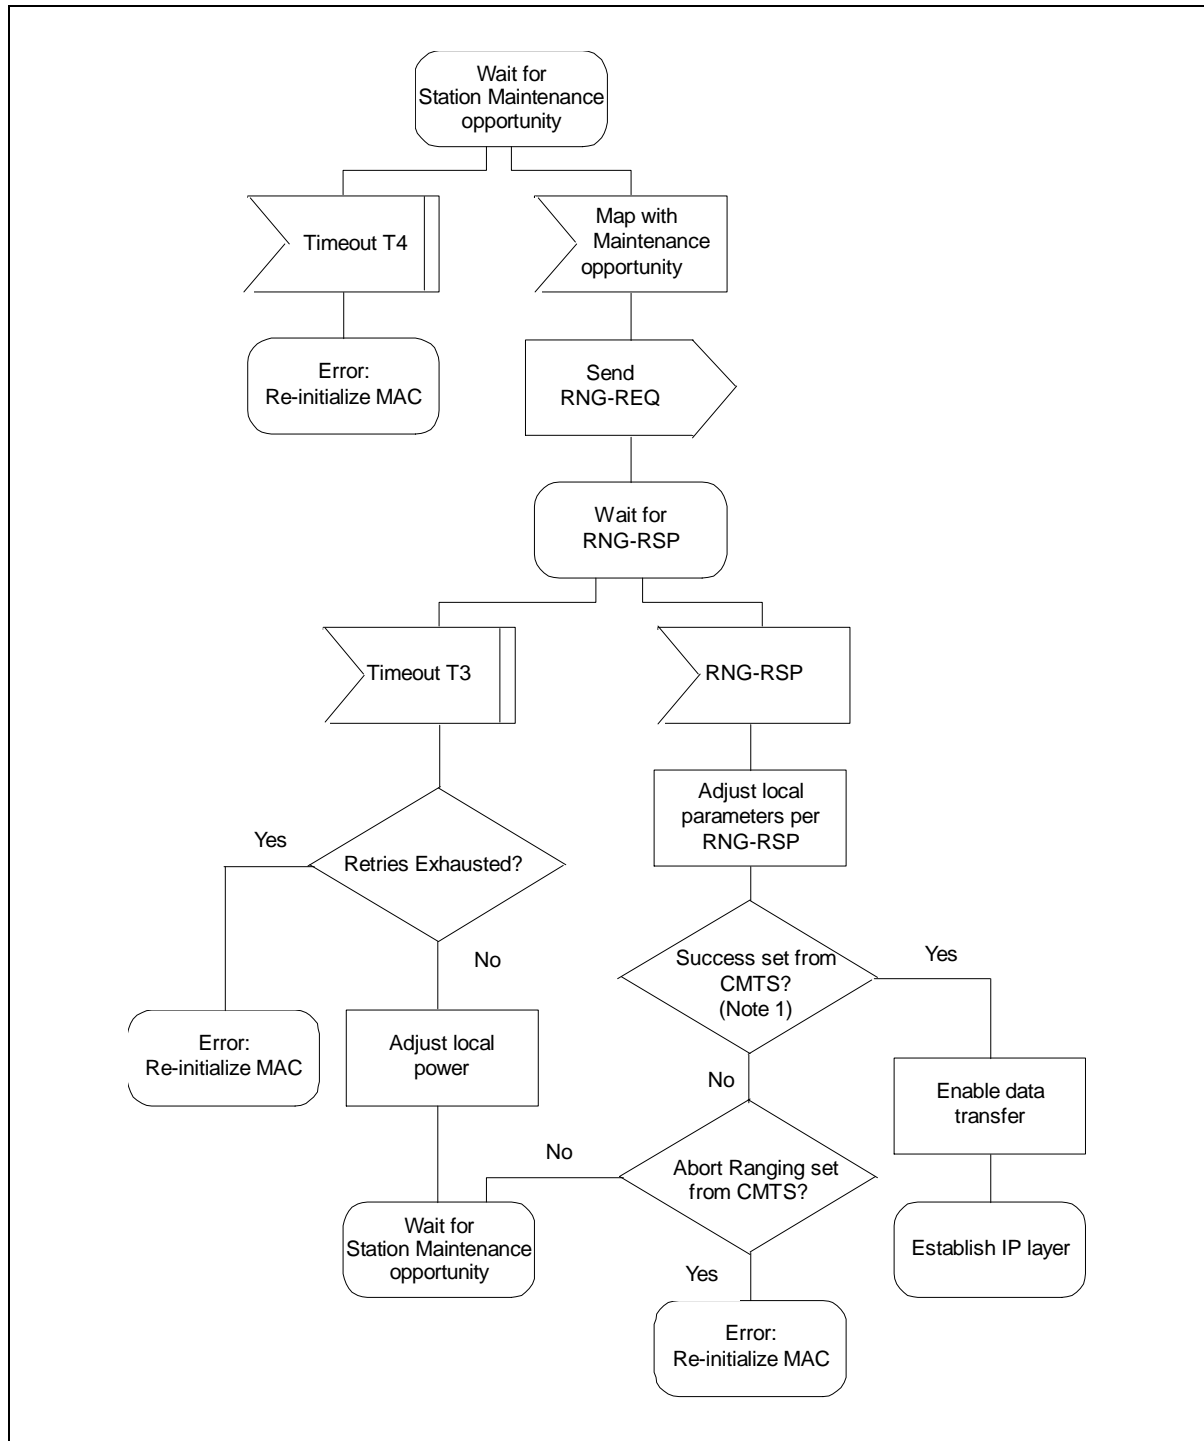 Wait for
Station Maintenance
opportunity
Timeout T4
Map with
Maintenance
opportunity
Error:
Re-initialize MAC
Send
RNG-REQ
Wait for
RNG-RSP
Timeout T3
RNG-RSP
Adjust local
parameters per
RNG-RSP
Yes
Retries Exhausted?
No
Success set from
CMTS?
(Note 1)
Yes
Error:
Re-initialize MAC
Adjust local
power
No
Enable data
transfer
No
Abort Ranging set
from CMTS?
Wait for
Station Maintenance
opportunity
Establish IP layer
Yes
Error:
Re-initialize MAC